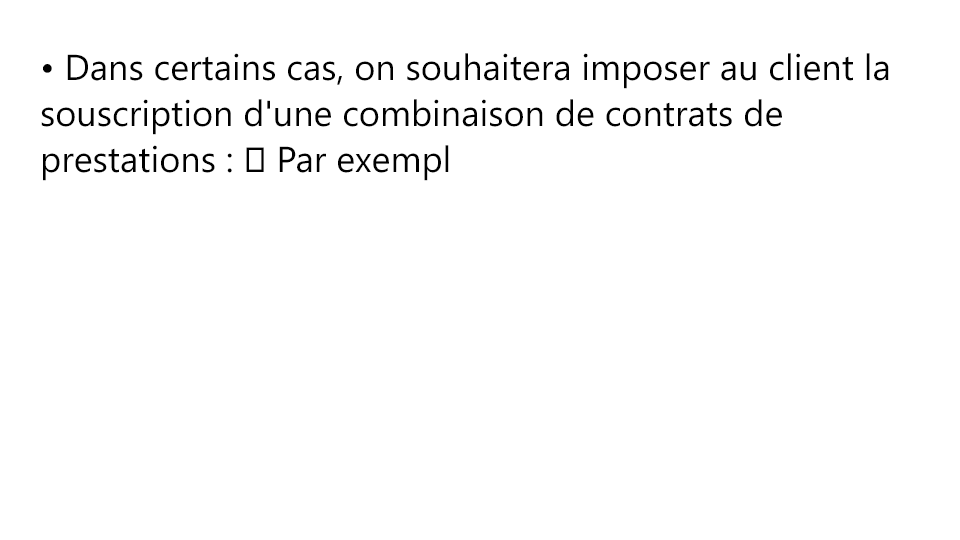 • Dans certains cas, on souhaitera imposer au client la
souscription d'une combinaison de contrats de
prestations :  Par exempl